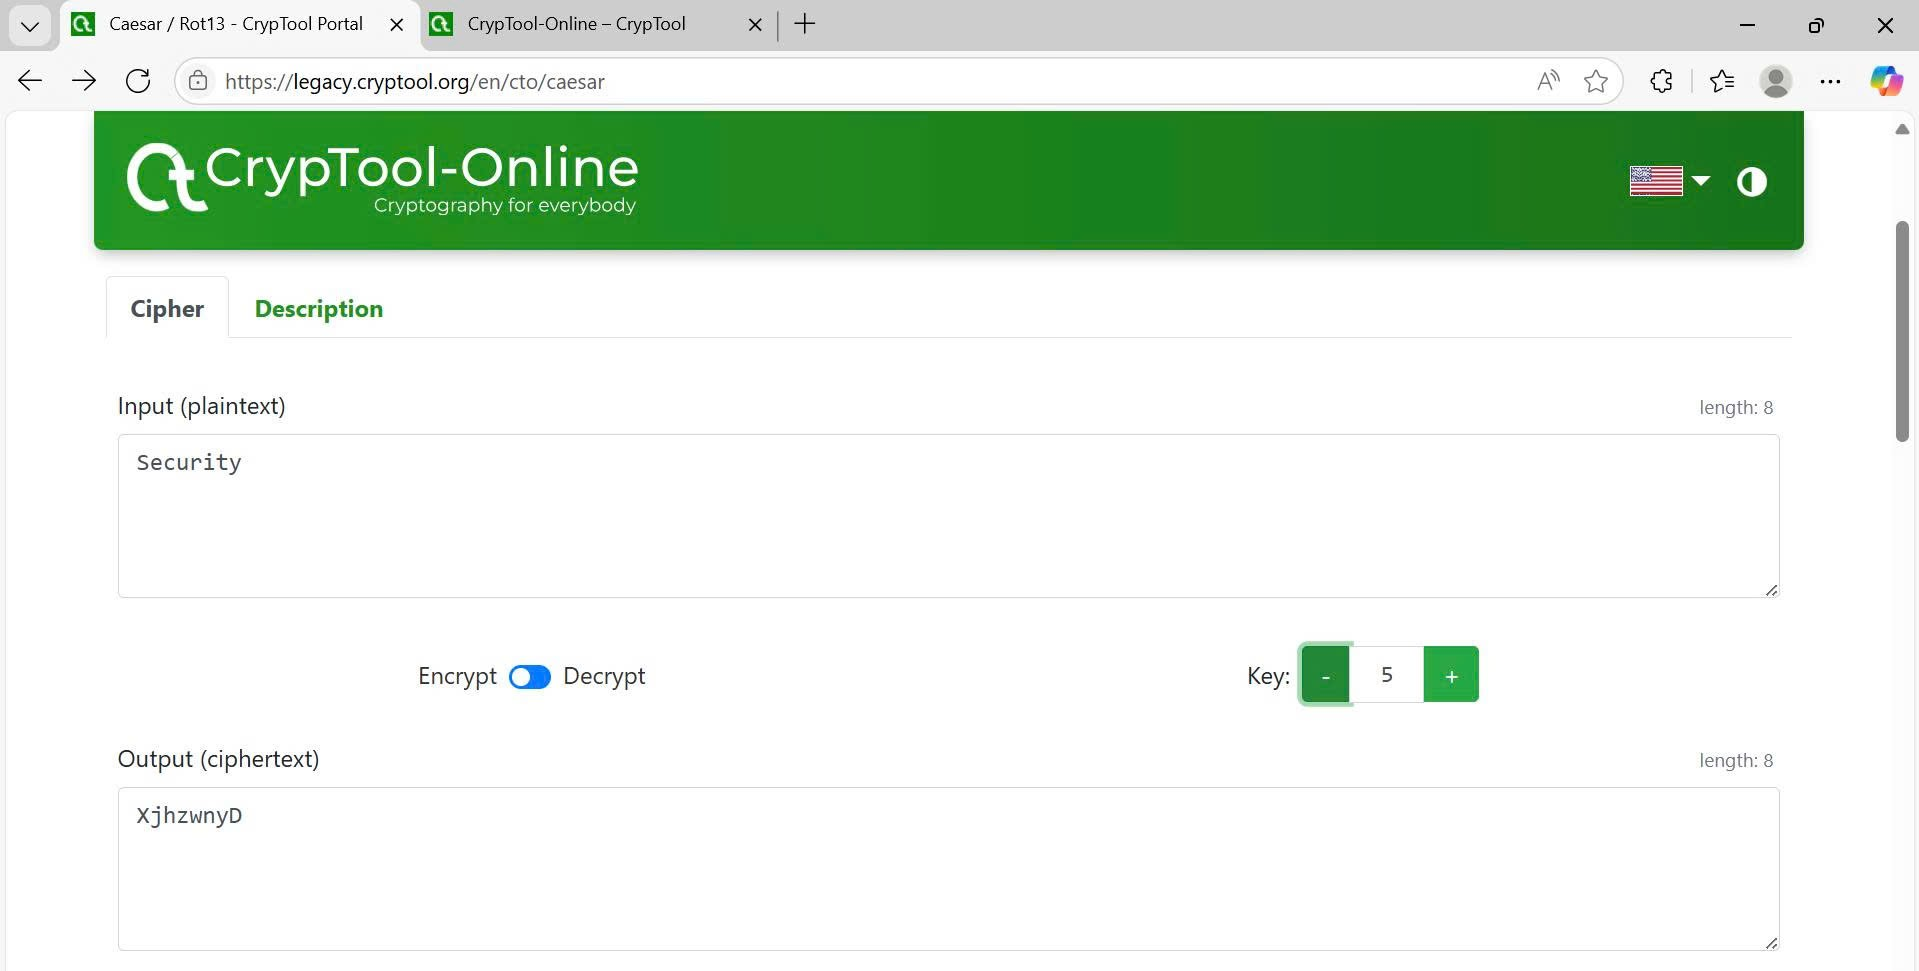 Caesar / Rot13 - CrypTool Portal
CrypTool-Online – CrypTool
https://legacy.cryptool.org/en/cto/caesar
CrypTool-Online
Cryptography for everybody
Cipher
Description
Input (plaintext)
length: 8
Security
Encrypt
Decrypt
Key:
-
5
+
Output (ciphertext)
length: 8
XjhzwnyD